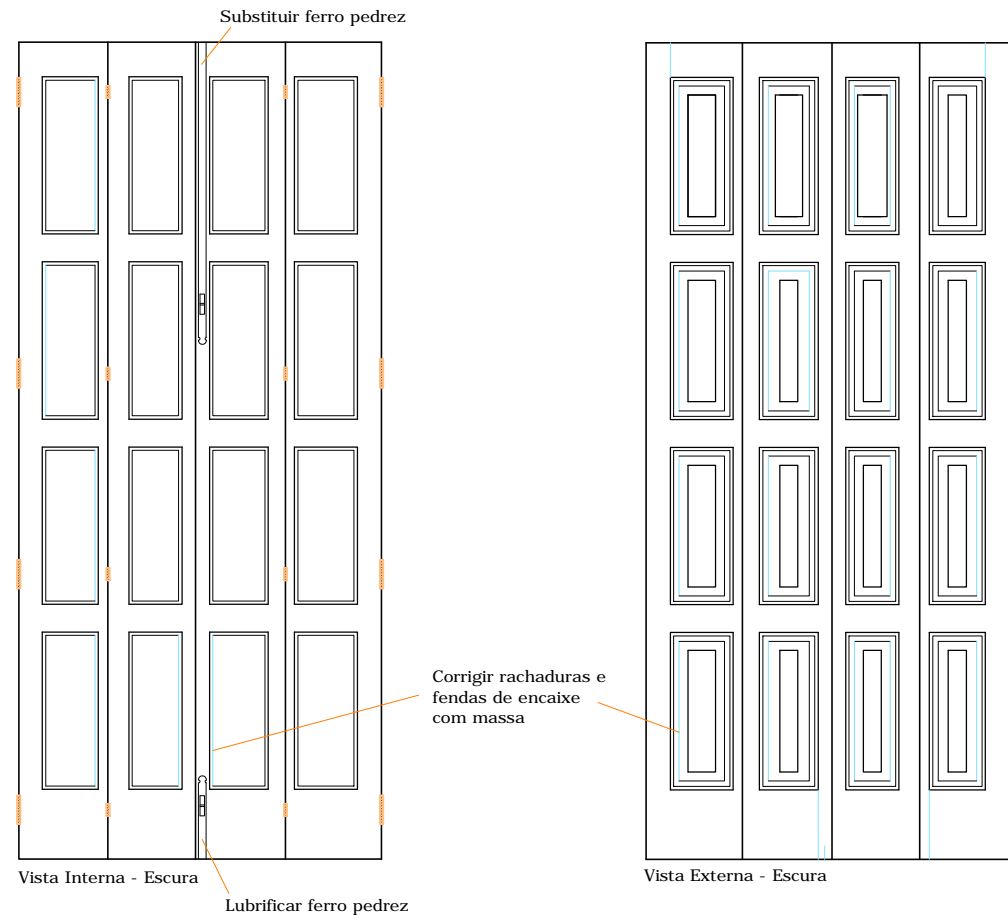 Substituir ferro pedrez
Corrigir rachaduras e
fendas de encaixe
com massa
Vista Interna - Escura
Vista Externa - Escura
Lubrificar ferro pedrez